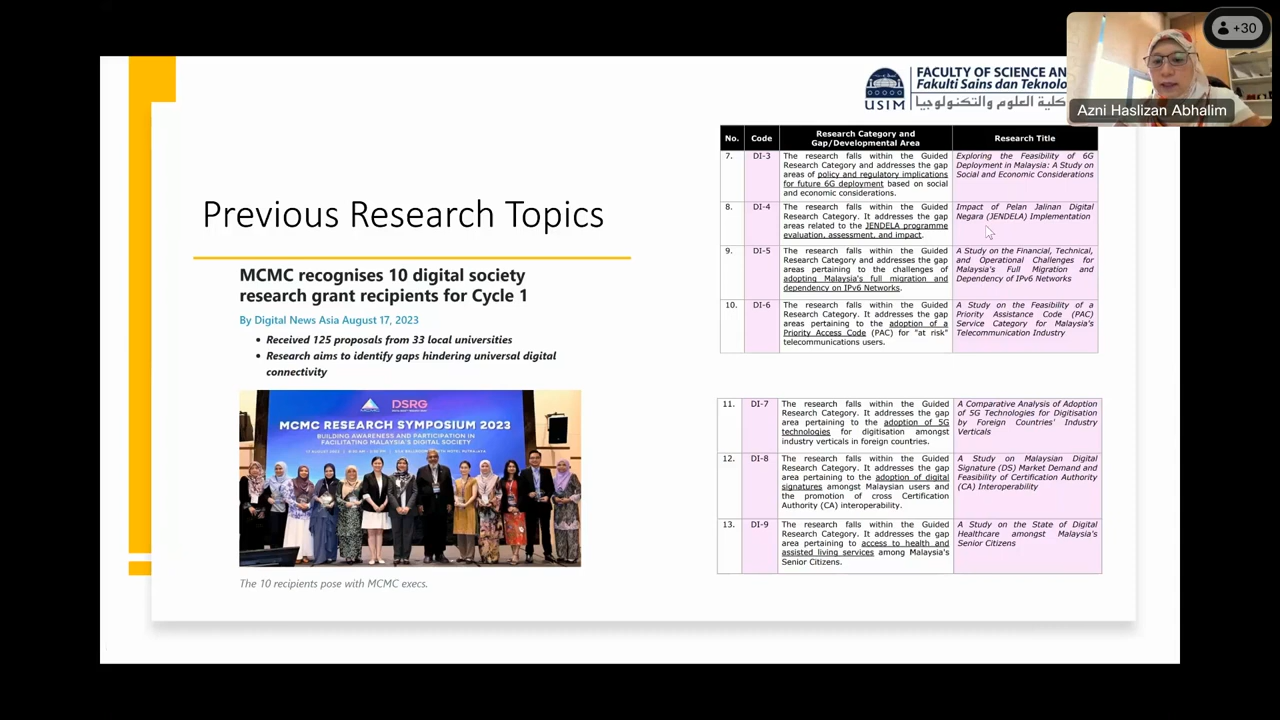 +30
Azni Haslizan Abhalim
USIM
FACULTY OF SCIENCE AN
Fakulti Sains dan Teknolo
كلية العلوم والتكنولوجيا
Previous Research Topics
MCMC recognises 10 digital society
research grant recipients for Cycle 1
By Digital News Asia August 17, 2023
• Received 125 proposals from 33 local universities
• Research aims to identify gaps hindering universal digital
connectivity
DSRG
MCMC RESEARCH SYMPOSIUM 2023
BUILDING AWARENESS AND PARTICIPATION IN
FACILITATING MALAYSIA'S DIGITAL SOCIETY
The 10 recipients pose with MCMC execs.
No. Code Research Category and Research Title
Gap/Developmental Area
7. DI-3 The research falls within the Guided Exploring the Feasibility of 6G
Research Category and addresses the gap Deployment in Malaysia: A Study on
areas of policy and regulatory implications Social and Economic Considerations
for future 6G deployment based on social
and economic considerations.
8. DI-4 The research falls within the Guided Impact of Pelan Jalinan Digital
Research Category. It addresses the gap Negara (JENDELA) Implementation
areas related to the JENDELA programme
evaluation, assessment, and impact.
9. DI-5 The research falls within the Guided A Study on the Financial, Technical,
Research Category and addresses the gap and Operational Challenges for
areas pertaining to the challenges of Malaysia's Full Migration and
adopting Malaysia's full migration and Dependency of IPv6 Networks
dependency on IPv6 Networks.
10. DI-6 The research falls within the Guided A Study on the Feasibility of a
Research Category. It addresses the gap Priority Assistance Code (PAC)
areas pertaining to the adoption of a Service Category for Malaysia's
Priority Access Code (PAC) for "at risk" Telecommunication Industry
telecommunications users.
11. DI-7 The research falls within the Guided A Comparative Analysis of Adoption
Research Category. It addresses the gap of 5G Technologies for Digitisation
area pertaining to the adoption of 5G by Foreign Countries' Industry
technologies for digitisation amongst Verticals
industry verticals in foreign countries.
12. DI-8 The research falls within the Guided A Study on Malaysian Digital
Research Category. It addresses the gap Signature (DS) Market Demand and
area pertaining to the adoption of digital Feasibility of Certification Authority
signatures amongst Malaysian users and (CA) Interoperability
the promotion of cross Certification
Authority (CA) interoperability.
13. DI-9 The research falls within the Guided A Study on the State of Digital
Research Category. It addresses the gap Healthcare amongst Malaysia's
area pertaining to access to health and Senior Citizens
assisted living services among Malaysia's
Senior Citizens.